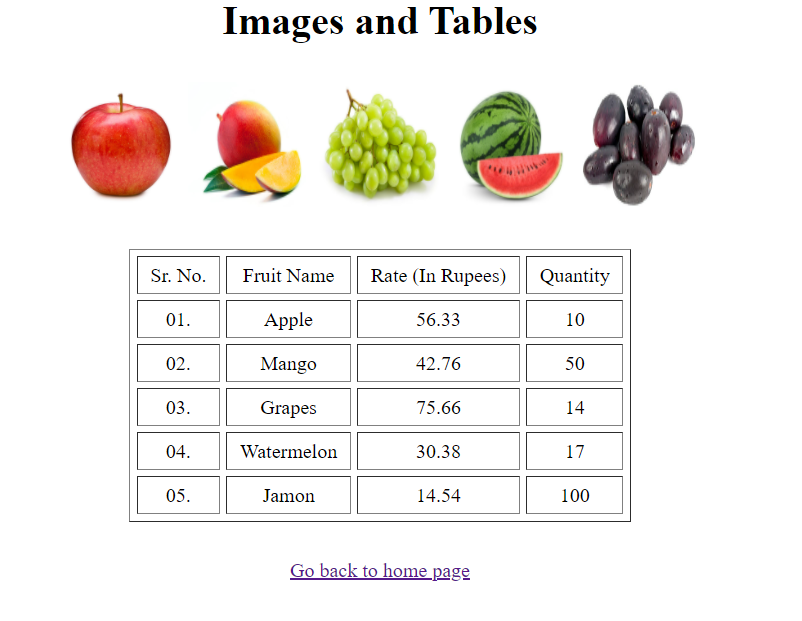 Images and Tables
Sr. No. Fruit Name Rate (In Rupees) Quantity
01. Apple 56.33 10
02. Mango 42.76 50
03. Grapes 75.66 14
04. Watermelon 30.38 17
05. Jamon 14.54 100
Go back to home page